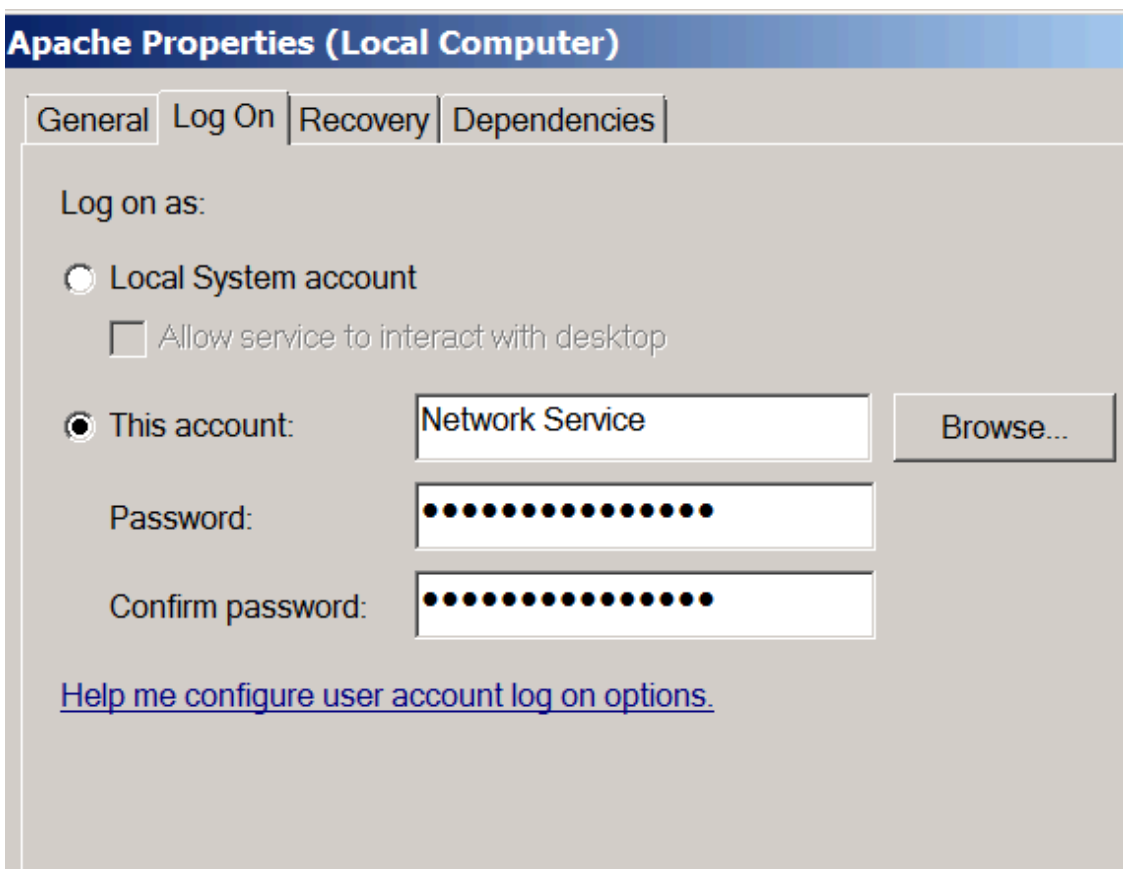 Apache Properties (Local Computer)
General Log On Recovery Dependencies
Log on as:
Local System account
Allow service to interact with desktop
This account: Network Service Browse...
Password: •••••••••••••••
Confirm password: •••••••••••••••
Help me configure user account log on options.